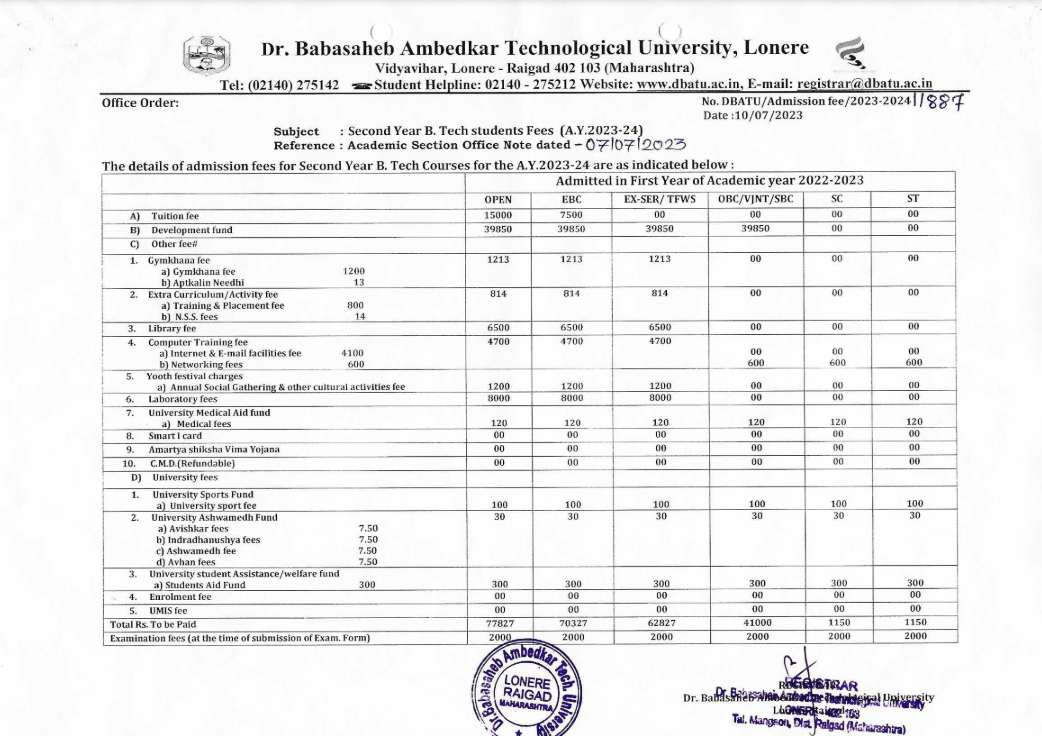 Dr. Babasaheb Ambedkar Technological University, Lonere
Vidyavihar, Lonere - Raigad 402 103 (Maharashtra)
Tel: (02140) 275142 Student Helpline: 02140 - 275212 Website: www.dbatu.ac.in, E-mail: registrar@dbatu.ac.in
Office Order: No. DBATU/Admission fee/2023-2024/1887
Date :10/07/2023
Subject : Second Year B. Tech students Fees (A.Y.2023-24)
Reference : Academic Section Office Note dated - 07/07/2023
The details of admission fees for Second Year B. Tech Courses for the A.Y.2023-24 are as indicated below :
Admitted in First Year of Academic year 2022-2023
OPEN EBC EX-SER/ TFWS OBC/VJNT/SBC SC ST
A) Tuition fee 15000 7500 00 00 00 00
B) Development fund 39850 39850 39850 39850 00 00
C) Other fee#
1. Gymkhana fee 1213 1213 1213 00 00 00
a) Gymkhana fee 1200
b) Aptkalin Needhi 13
2. Extra Curriculum/Activity fee 814 814 814 00 00 00
a) Training & Placement fee 800
b) N.S.S. fees 14
3. Library fee 6500 6500 6500 00 00 00
4. Computer Training fee 4700 4700 4700
a) Internet & E-mail facilities fee 4100 00 00 00
b) Networking fees 600 600 600 600
5. Yooth festival charges
a) Annual Social Gathering & other cultural activities fee 1200 1200 1200 00 00 00
6. Laboratory fees 8000 8000 8000 00 00 00
7. University Medical Aid fund
a) Medical fees 120 120 120 120 120 120
8. Smart I card 00 00 00 00 00 00
9. Amartya shiksha Vima Yojana 00 00 00 00 00 00
10. C.M.D.(Refundable) 00 00 00 00 00 00
D) University fees
1. University Sports Fund
a) University sport fee 100 100 100 100 100 100
2. University Ashwamedh Fund 30 30 30 30 30 30
a) Avishkar fees 7.50
b) Indradhanushya fees 7.50
c) Ashwamedh fee 7.50
d) Avhan fees 7.50
3. University student Assistance/welfare fund
a) Students Aid Fund 300 300 300 300 300 300 300
4. Enrolment fee 00 00 00 00 00 00
5. UMIS fee 00 00 00 00 00 00
Total Rs. To be Paid 77827 70327 62827 41000 1150 1150
Examination fees (at the time of submission of Exam. Form) 2000 2000 2000 2000 2000 2000
Dr.Babasaheb Ambedkar Tech. University
LONERE
RAIGAD
MAHARASHTRA
REGISTRAR
Dr. Babasaheb Ambedkar Technological University
Tal. Mangaon, Dist. Raigad (Maharashtra)